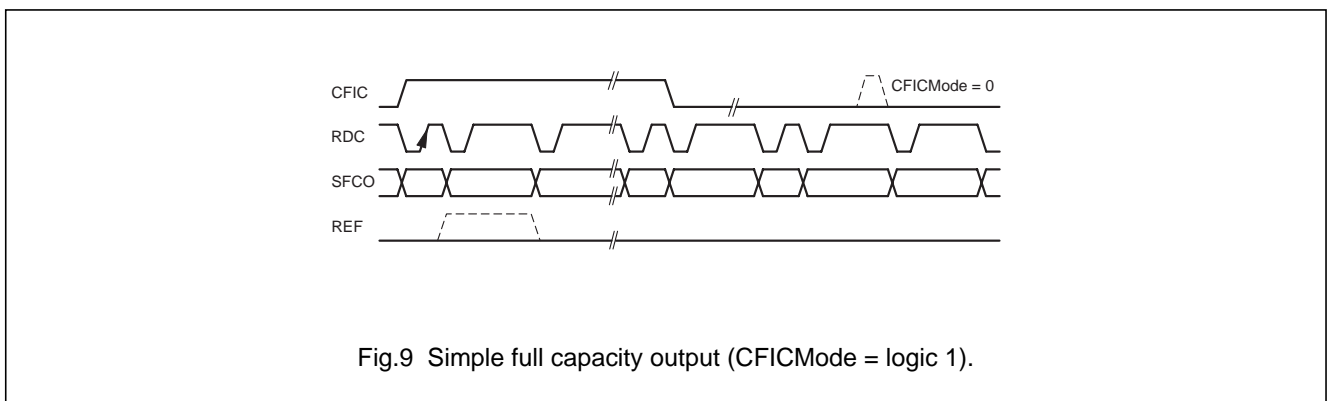 CFIC
CFICMode = 0
RDC
SFCO
REF
Fig.9 Simple full capacity output (CFICMode = logic 1).